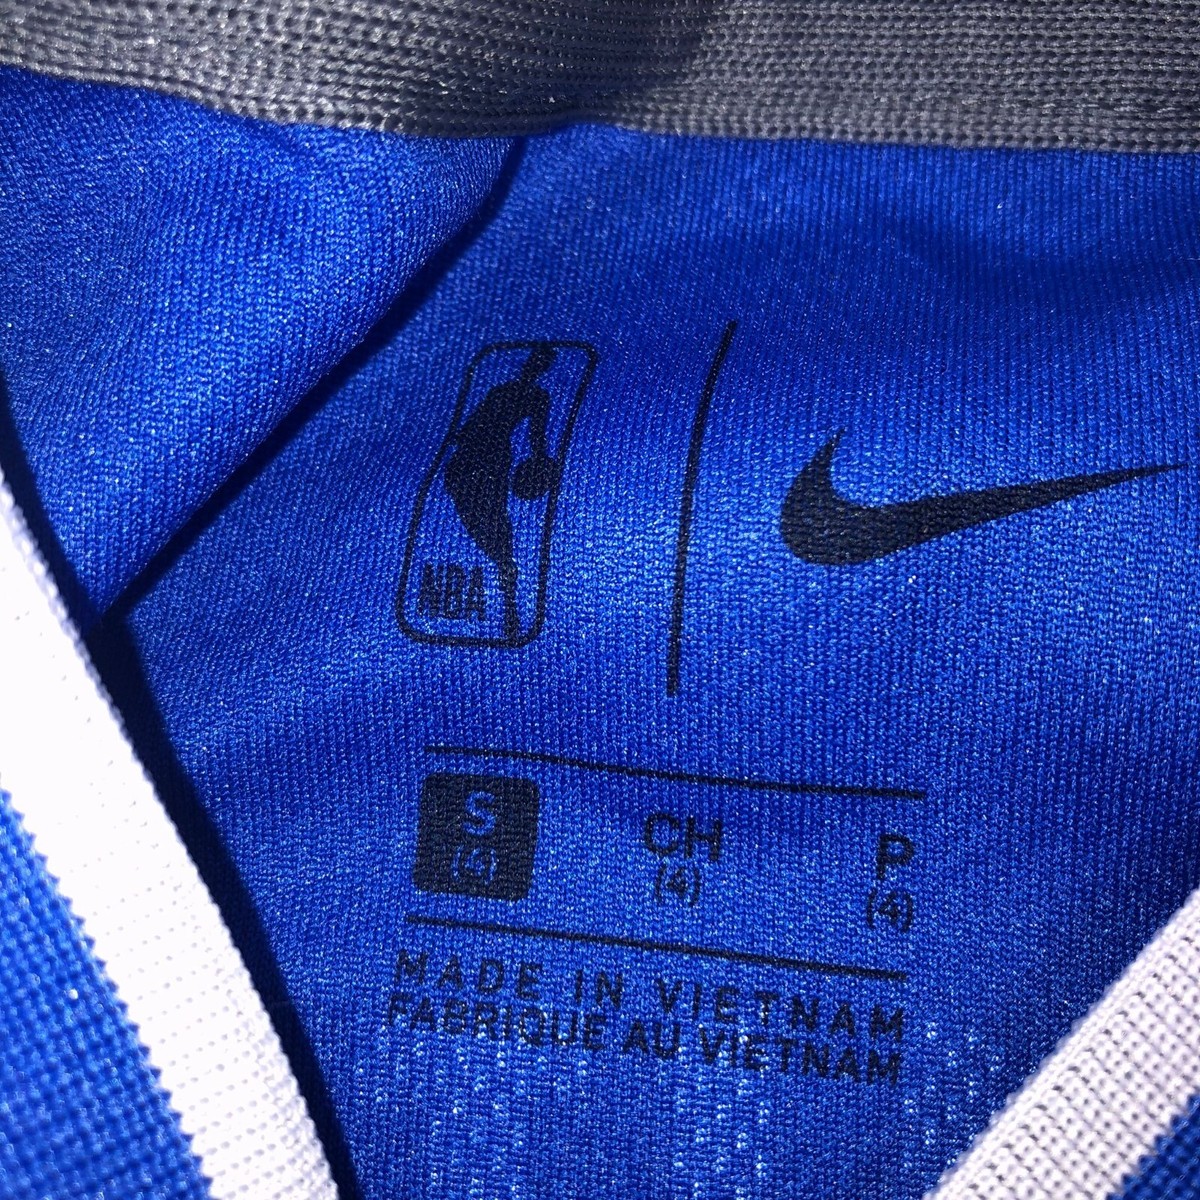 NBA
S CH P
(4) (4) (4)
MADE IN VIETNAM
FABRIQUE AU VIETNAM